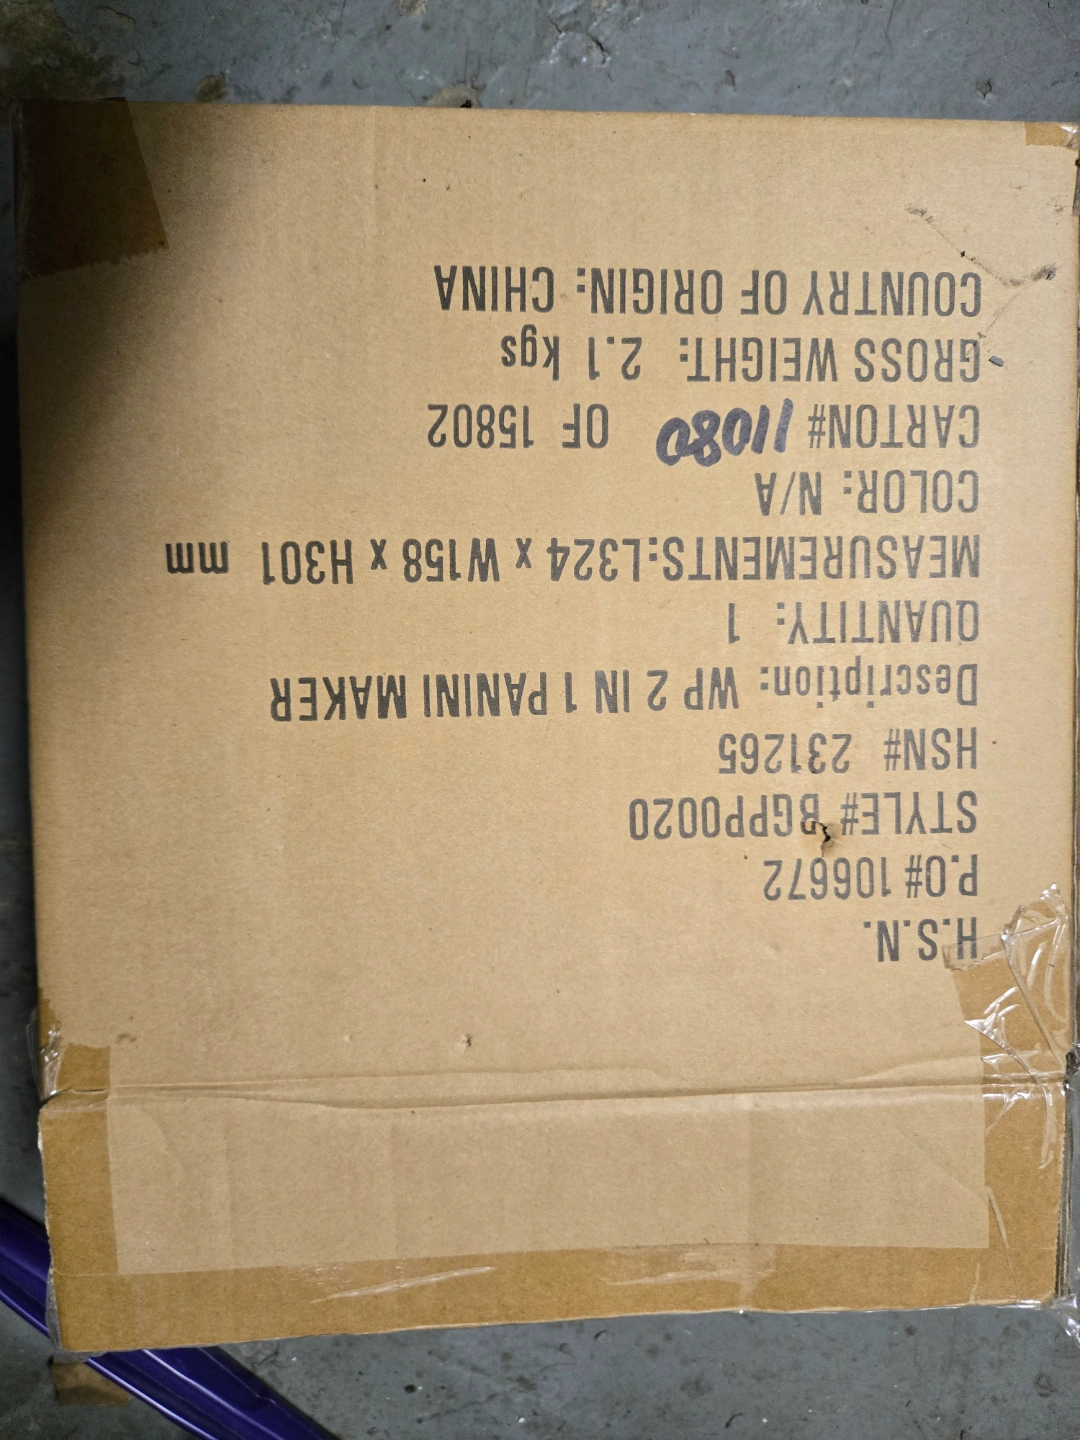 H.S.N.
P.O# 106672
STYLE# BGPP0020
HSN# 231265
Description: WP 2 IN 1 PANINI MAKER
QUANTITY: 1
MEASUREMENTS:L324 x W158 x H301 mm
COLOR: N/A
CARTON# 11080 OF 15802
GROSS WEIGHT: 2.1 kgs
COUNTRY OF ORIGIN: CHINA